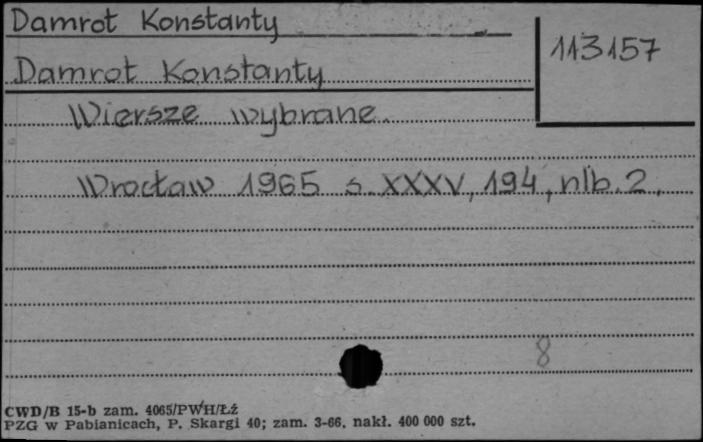 Damrot Konstanty
113157
Damrot Konstanty
Wiersze wybrane.
Wrocław 1965 s. XXXV, 194, nlb. 2.
8
CWD/B 15-b zam. 4065/PWH/Łź
PZG w Pabianicach, P. Skargi 40; zam. 3-66. nakł. 400 000 szt.